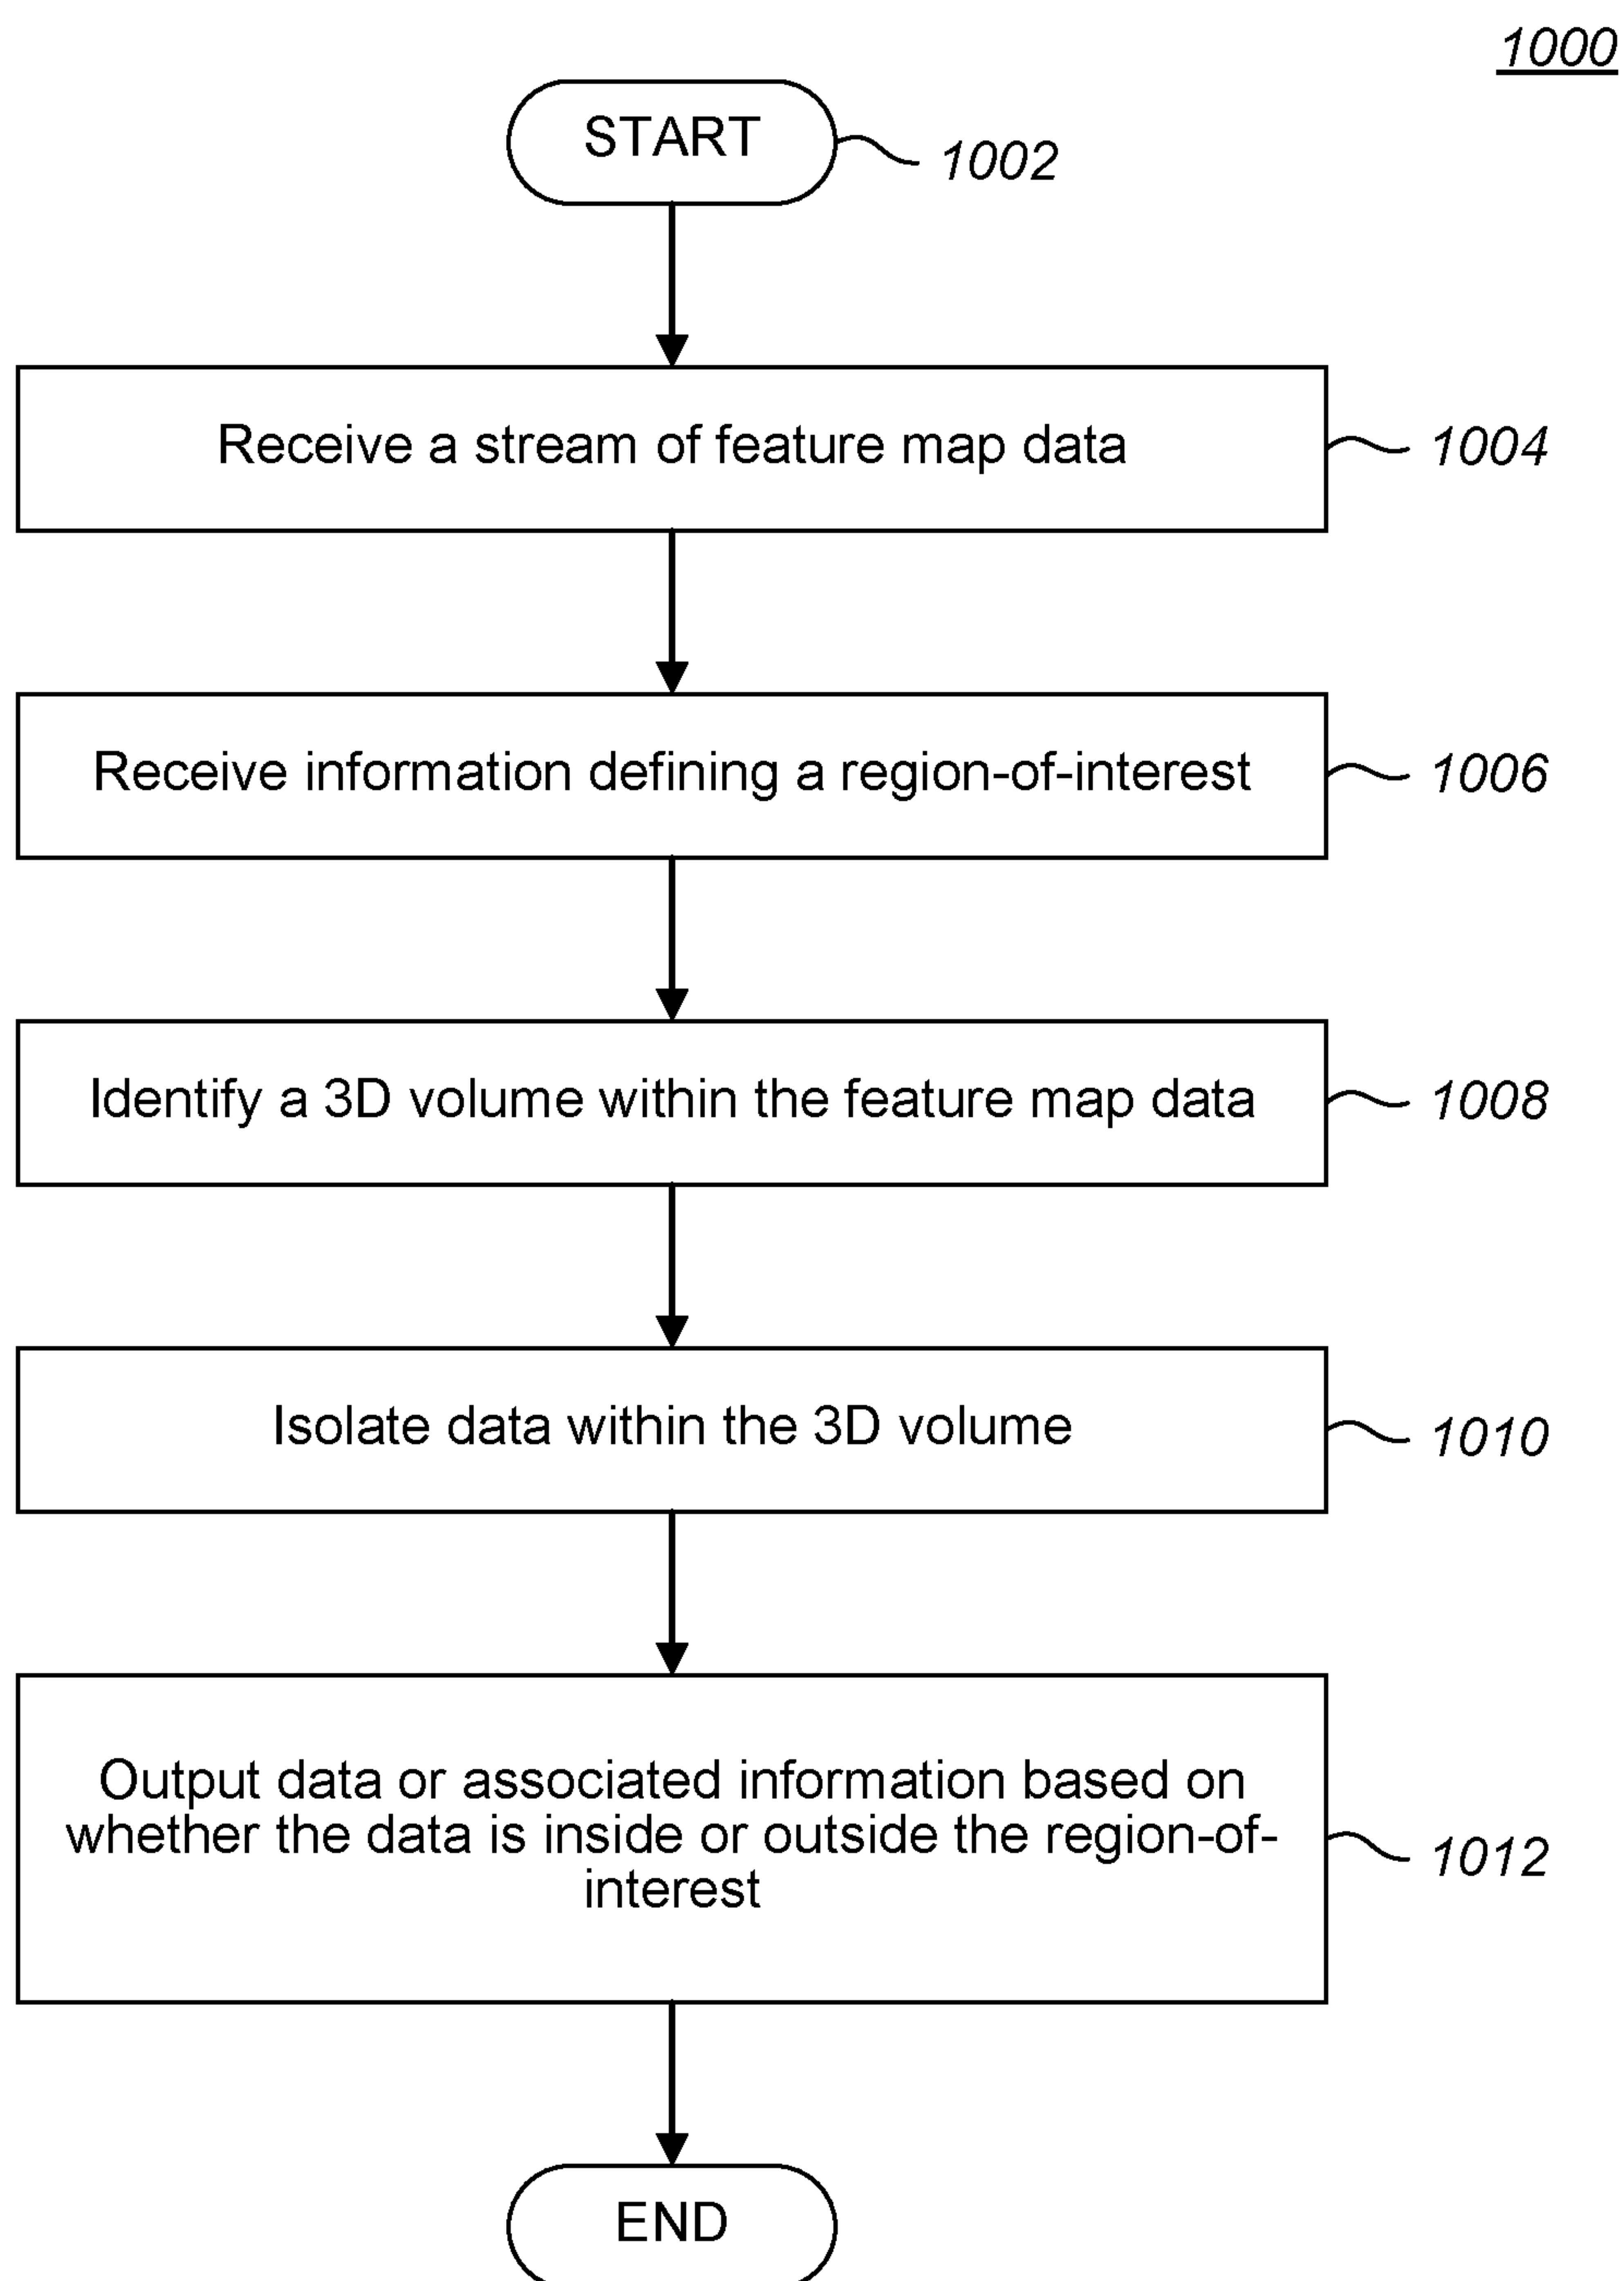 1000
START
1002
Receive a stream of feature map data
1004
Receive information defining a region-of-interest
1006
Identify a 3D volume within the feature map data
1008
Isolate data within the 3D volume
1010
Output data or associated information based on
whether the data is inside or outside the region-of-
interest
1012
END